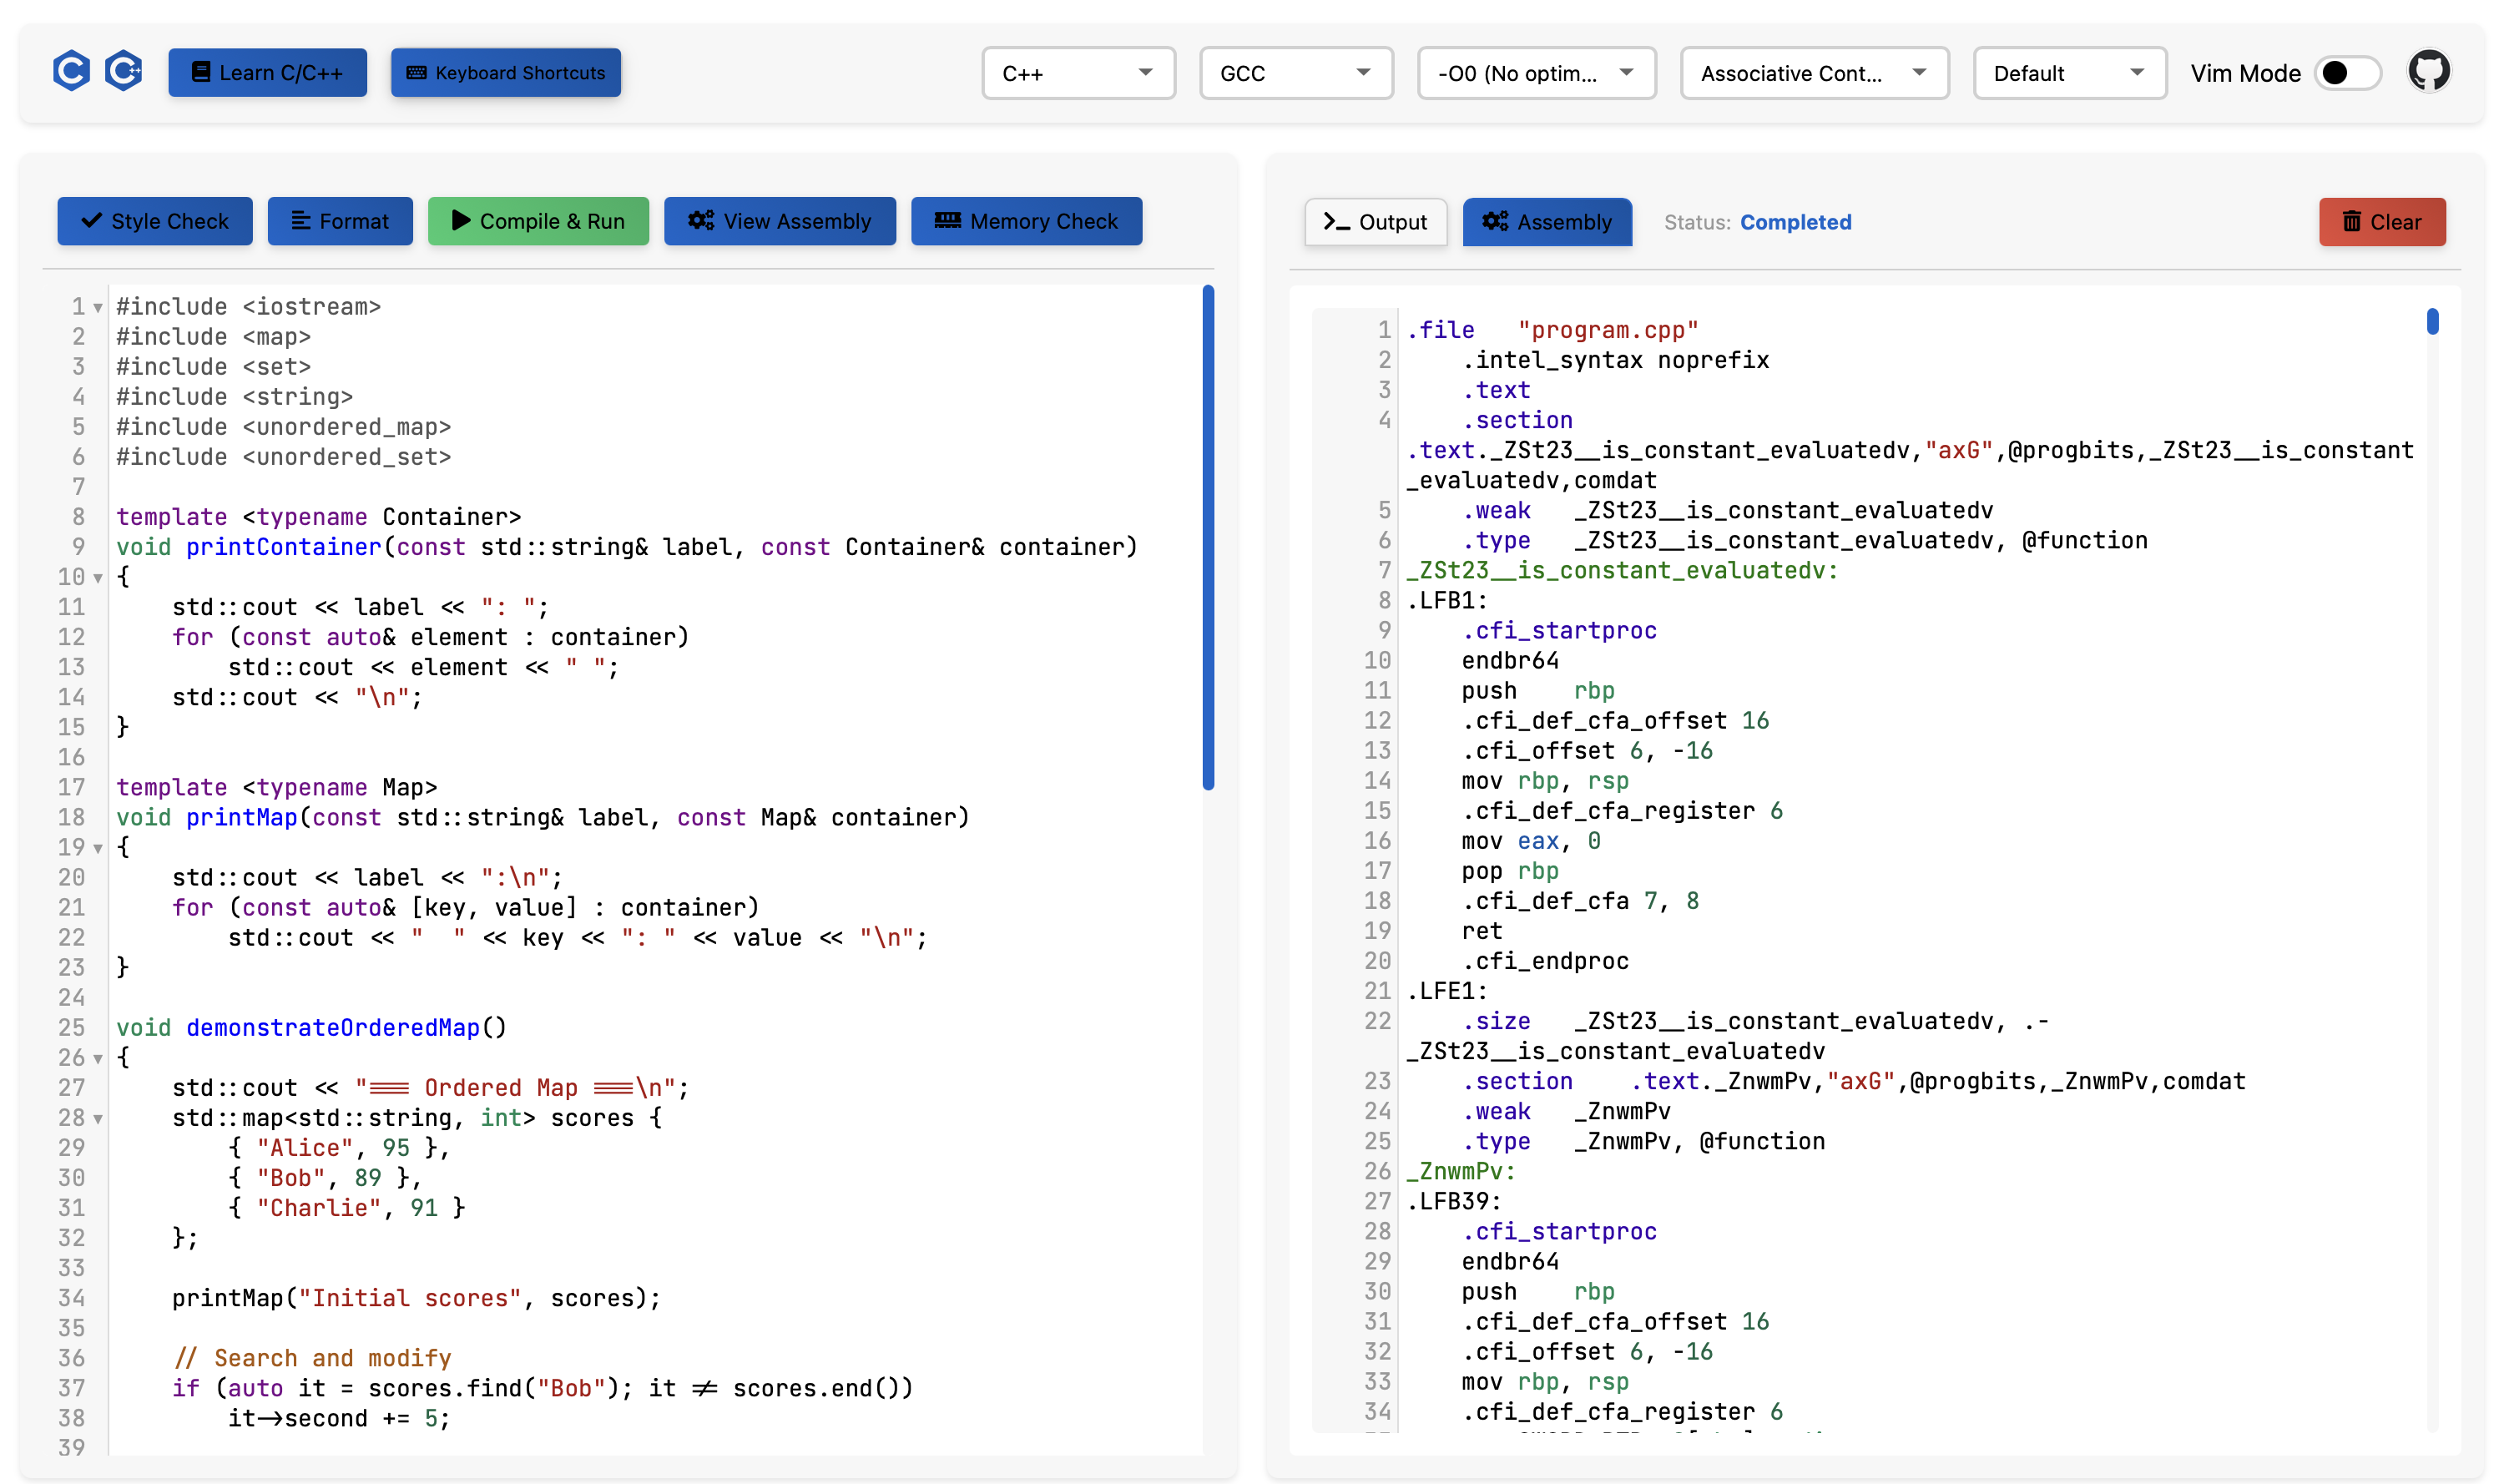 Learn C/C++
Keyboard Shortcuts
C++
GCC
-O0 (No optim...
Associative Cont...
Default
Vim Mode
Style Check
Format
Compile & Run
View Assembly
Memory Check
1 #include <iostream>
2 #include <map>
3 #include <set>
4 #include <string>
5 #include <unordered_map>
6 #include <unordered_set>
7
8 template <typename Container>
9 void printContainer(const std::string& label, const Container& container)
10 {
11     std::cout << label << ": ";
12     for (const auto& element : container)
13         std::cout << element << " ";
14     std::cout << "\n";
15 }
16
17 template <typename Map>
18 void printMap(const std::string& label, const Map& container)
19 {
20     std::cout << label << ":\n";
21     for (const auto& [key, value] : container)
22         std::cout << "  " << key << ": " << value << "\n";
23 }
24
25 void demonstrateOrderedMap()
26 {
27     std::cout << "=== Ordered Map ===\n";
28     std::map<std::string, int> scores {
29         { "Alice", 95 },
30         { "Bob", 89 },
31         { "Charlie", 91 }
32     };
33
34     printMap("Initial scores", scores);
35
36     // Search and modify
37     if (auto it = scores.find("Bob"); it != scores.end())
38         it->second += 5;
39
Output
Assembly
Status: Completed
Clear
1 .file   "program.cpp"
2     .intel_syntax noprefix
3     .text
4     .section
.text._ZSt23__is_constant_evaluatedv,"axG",@progbits,_ZSt23__is_constant
_evaluatedv,comdat
5     .weak   _ZSt23__is_constant_evaluatedv
6     .type   _ZSt23__is_constant_evaluatedv, @function
7 _ZSt23__is_constant_evaluatedv:
8 .LFB1:
9     .cfi_startproc
10     endbr64
11     push    rbp
12     .cfi_def_cfa_offset 16
13     .cfi_offset 6, -16
14     mov rbp, rsp
15     .cfi_def_cfa_register 6
16     mov eax, 0
17     pop rbp
18     .cfi_def_cfa 7, 8
19     ret
20     .cfi_endproc
21 .LFE1:
22     .size   _ZSt23__is_constant_evaluatedv, .-
_ZSt23__is_constant_evaluatedv
23     .section    .text._ZnwmPv,"axG",@progbits,_ZnwmPv,comdat
24     .weak   _ZnwmPv
25     .type   _ZnwmPv, @function
26 _ZnwmPv:
27 .LFB39:
28     .cfi_startproc
29     endbr64
30     push    rbp
31     .cfi_def_cfa_offset 16
32     .cfi_offset 6, -16
33     mov rbp, rsp
34     .cfi_def_cfa_register 6